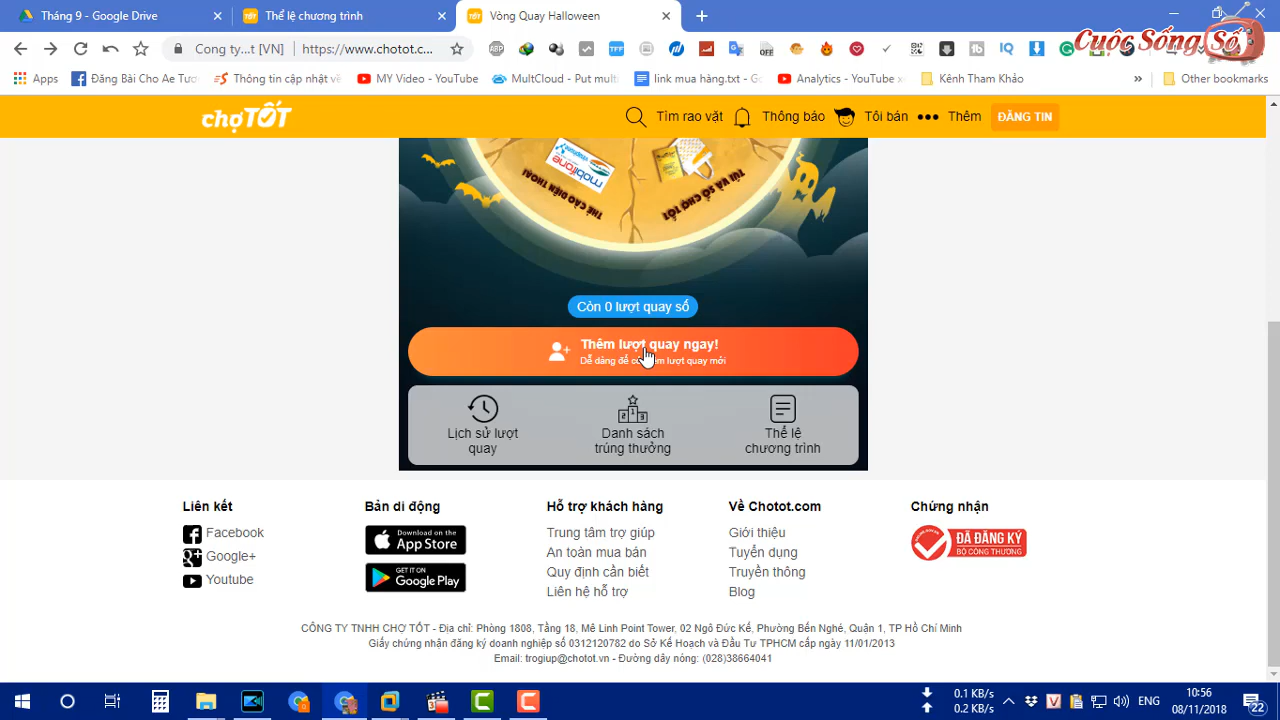 Tháng 9 - Google Drive
Thể lệ chương trình
Vòng Quay Halloween
Cuộc Sống Số
Công ty...t [VN]
https://www.chotot.c...
ABP
TFF
OFF
IQ
Apps
Đăng Bài Cho Ae Tươ
Thông tin cập nhật về
MY Video - YouTube
MultCloud - Put mult
link mua hàng.txt - G
Analytics - YouTube x
Kênh Tham Khảo
Other bookmarks
chợTỐT
Tìm rao vặt
Thông báo
Tôi bán
Thêm
ĐĂNG TIN
mobifone
THẺ CÀO ĐIỆN THOẠI
TÚI VÀ SỔ CHỢ TỐT
Còn 0 lượt quay số
Thêm lượt quay ngay!
Dễ dàng để có thêm lượt quay mới
Lịch sử lượt quay
Danh sách trúng thưởng
Thể lệ chương trình
Liên kết
Facebook
Google+
Youtube
Bản di động
Download on the
App Store
GET IT ON
Google Play
Hỗ trợ khách hàng
Trung tâm trợ giúp
An toàn mua bán
Quy định cần biết
Liên hệ hỗ trợ
Về Chotot.com
Giới thiệu
Tuyển dụng
Truyền thông
Blog
Chứng nhận
ĐÃ ĐĂNG KÝ
BỘ CÔNG THƯƠNG
CÔNG TY TNHH CHỢ TỐT - Địa chỉ: Phòng 1808, Tầng 18, Mê Linh Point Tower, 02 Ngô Đức Kế, Phường Bến Nghé, Quận 1, TP Hồ Chí Minh
Giấy chứng nhận đăng ký doanh nghiệp số 0312120782 do Sở Kế Hoạch và Đầu Tư TPHCM cấp ngày 11/01/2013
Email: trogiup@chotot.vn - Đường dây nóng: (028)38664041
0.1 KB/s
0.2 KB/s
ENG
10:56
08/11/2018
22